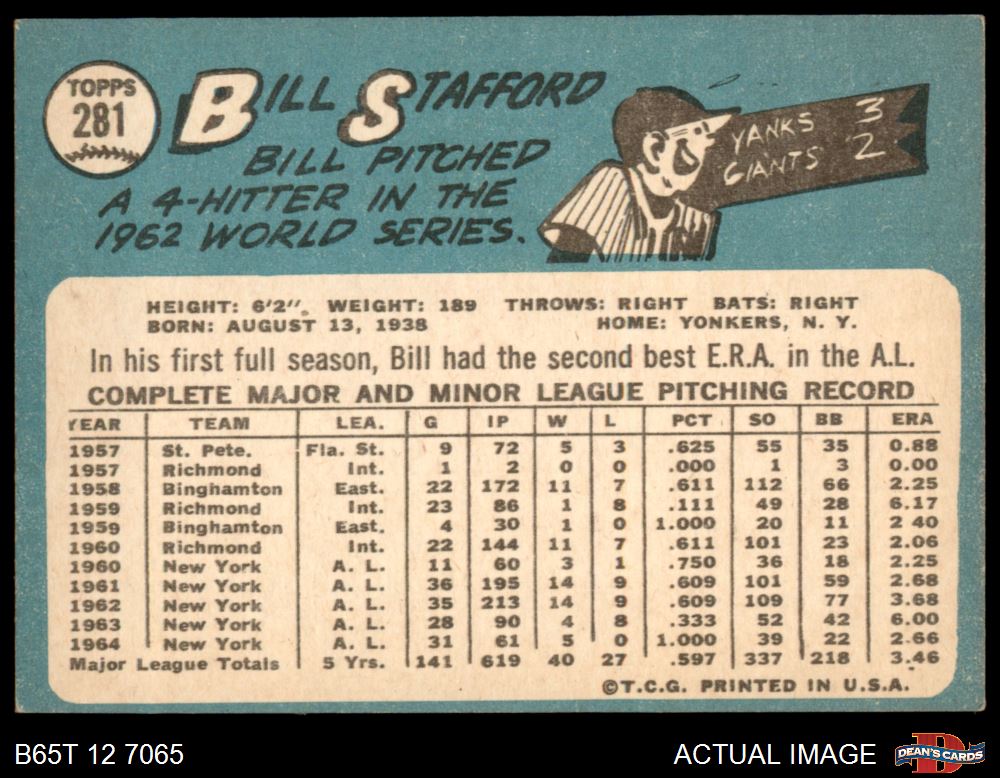 TOPPS
281
BILL STAFFORD
BILL PITCHED
A 4-HITTER IN THE
1962 WORLD SERIES.
YANKS 3
GIANTS 2
HEIGHT: 6'2". WEIGHT: 189 THROWS: RIGHT BATS: RIGHT
BORN: AUGUST 13, 1938 HOME: YONKERS, N. Y.
In his first full season, Bill had the second best E.R.A. in the A.L.
COMPLETE MAJOR AND MINOR LEAGUE PITCHING RECORD
YEAR TEAM LEA. G IP W L PCT SO BB ERA
1957 St. Pete. Fla. St. 9 72 5 3 .625 55 35 0.88
1957 Richmond Int. 1 2 0 0 .000 1 3 0.00
1958 Binghamton East. 22 172 11 7 .611 112 66 2.25
1959 Richmond Int. 23 86 1 8 .111 49 28 6.17
1959 Binghamton East. 4 30 1 0 1.000 20 11 2 40
1960 Richmond Int. 22 144 11 7 .611 101 23 2.06
1960 New York A. L. 11 60 3 1 .750 36 18 2.25
1961 New York A. L. 36 195 14 9 .609 101 59 2.68
1962 New York A. L. 35 213 14 9 .609 109 77 3.68
1963 New York A. L. 28 90 4 8 .333 52 42 6.00
1964 New York A. L. 31 61 5 0 1.000 39 22 2.66
Major League Totals 5 Yrs. 141 619 40 27 .597 337 218 3.46
©T.C.G. PRINTED IN U.S.A.
B65T 12 7065 ACTUAL IMAGE
DEAN'S CARDS